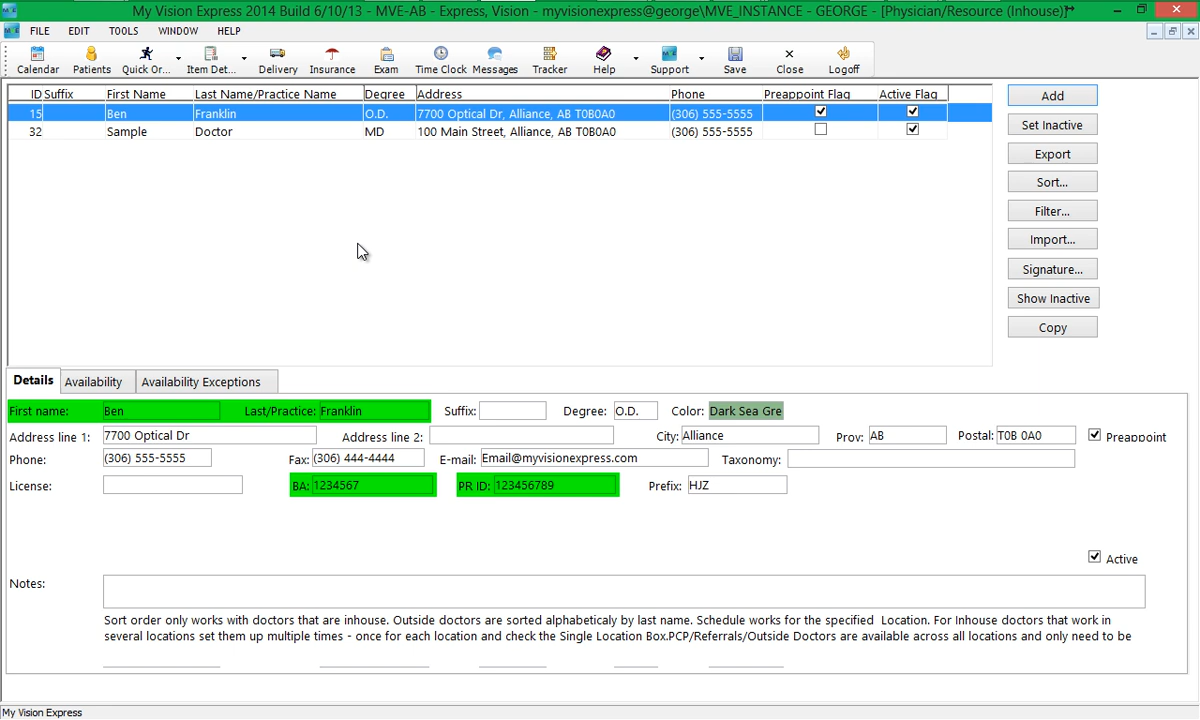 My Vision Express 2014 Build 6/10/13 - MVE-AB - Express, Vision - myvisionexpress@george\MVE_INSTANCE - GEORGE - [Physician/Resource (Inhouse)]
FILE EDIT TOOLS WINDOW HELP
Calendar Patients Quick Or... Item Det... Delivery Insurance Exam Time Clock Messages Tracker Help Support Save Close Logoff
ID Suffix First Name Last Name/Practice Name Degree Address Phone Preappoint Flag Active Flag
15 Ben Franklin O.D. 7700 Optical Dr, Alliance, AB T0B0A0 (306) 555-5555
32 Sample Doctor MD 100 Main Street, Alliance, AB T0B0A0 (306) 555-5555
Add
Set Inactive
Export
Sort...
Filter...
Import...
Signature...
Show Inactive
Copy
Details Availability Availability Exceptions
First name: Ben Last/Practice: Franklin Suffix: Degree: O.D. Color: Dark Sea Gre
Address line 1: 7700 Optical Dr Address line 2: City: Alliance Prov: AB Postal: T0B 0A0 Preappoint
Phone: (306) 555-5555 Fax: (306) 444-4444 E-mail: Email@myvisionexpress.com Taxonomy:
License: BA: 1234567 PR ID: 123456789 Prefix: HJZ
Active
Notes:
Sort order only works with doctors that are inhouse. Outside doctors are sorted alphabeticaly by last name. Schedule works for the specified  Location. For Inhouse doctors that work in
several locations set them up multiple times - once for each location and check the Single Location Box.PCP/Referrals/Outside Doctors are available across all locations and only need to be
My Vision Express